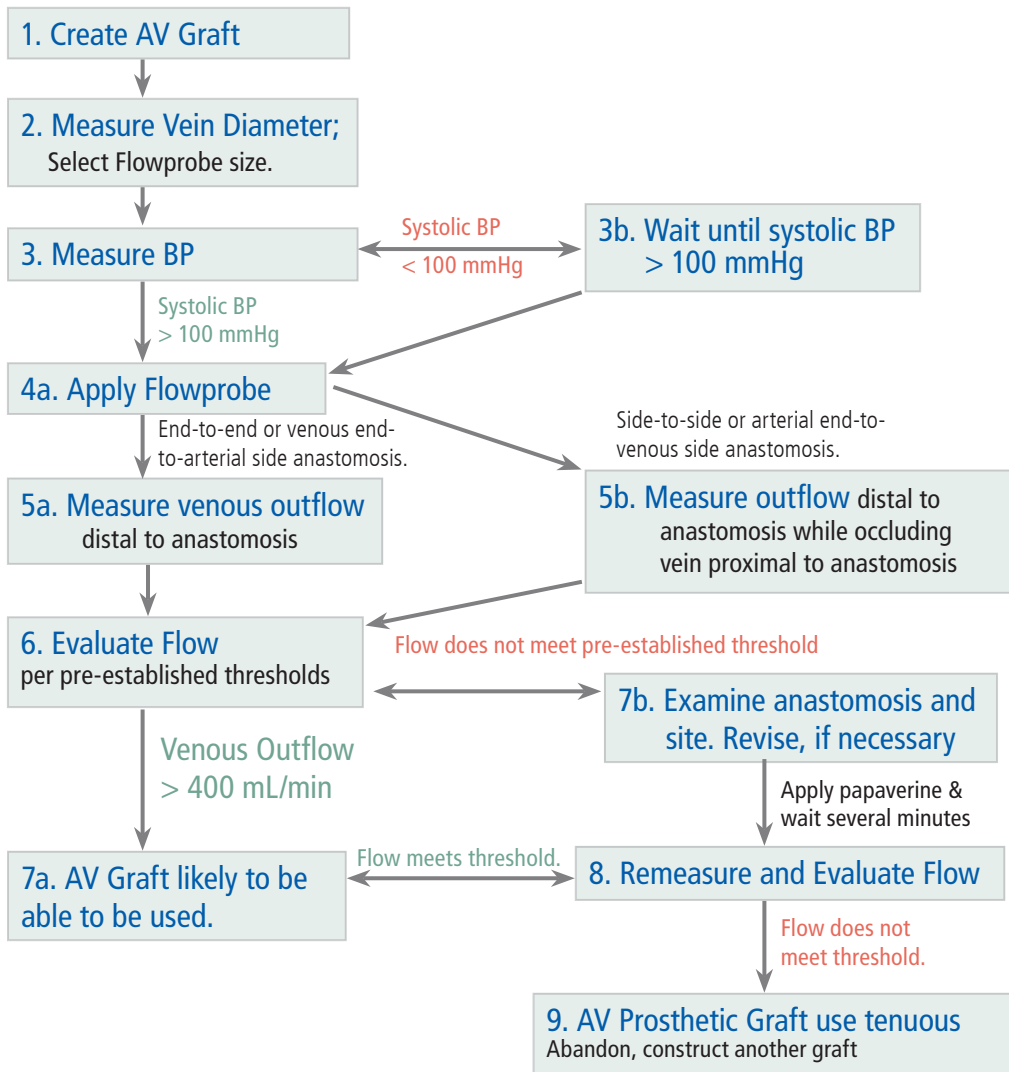 1. Create AV Graft
2. Measure Vein Diameter;
Select Flowprobe size.
3. Measure BP
Systolic BP
< 100 mmHg
3b. Wait until systolic BP
> 100 mmHg
Systolic BP
> 100 mmHg
4a. Apply Flowprobe
End-to-end or venous end-
to-arterial side anastomosis.
Side-to-side or arterial end-to-
venous side anastomosis.
5a. Measure venous outflow
distal to anastomosis
5b. Measure outflow distal to
anastomosis while occluding
vein proximal to anastomosis
6. Evaluate Flow
per pre-established thresholds
Flow does not meet pre-established threshold
7b. Examine anastomosis and
site. Revise, if necessary
Venous Outflow
> 400 mL/min
Apply papaverine &
wait several minutes
7a. AV Graft likely to be
able to be used.
Flow meets threshold.
8. Remeasure and Evaluate Flow
Flow does not
meet threshold.
9. AV Prosthetic Graft use tenuous
Abandon, construct another graft